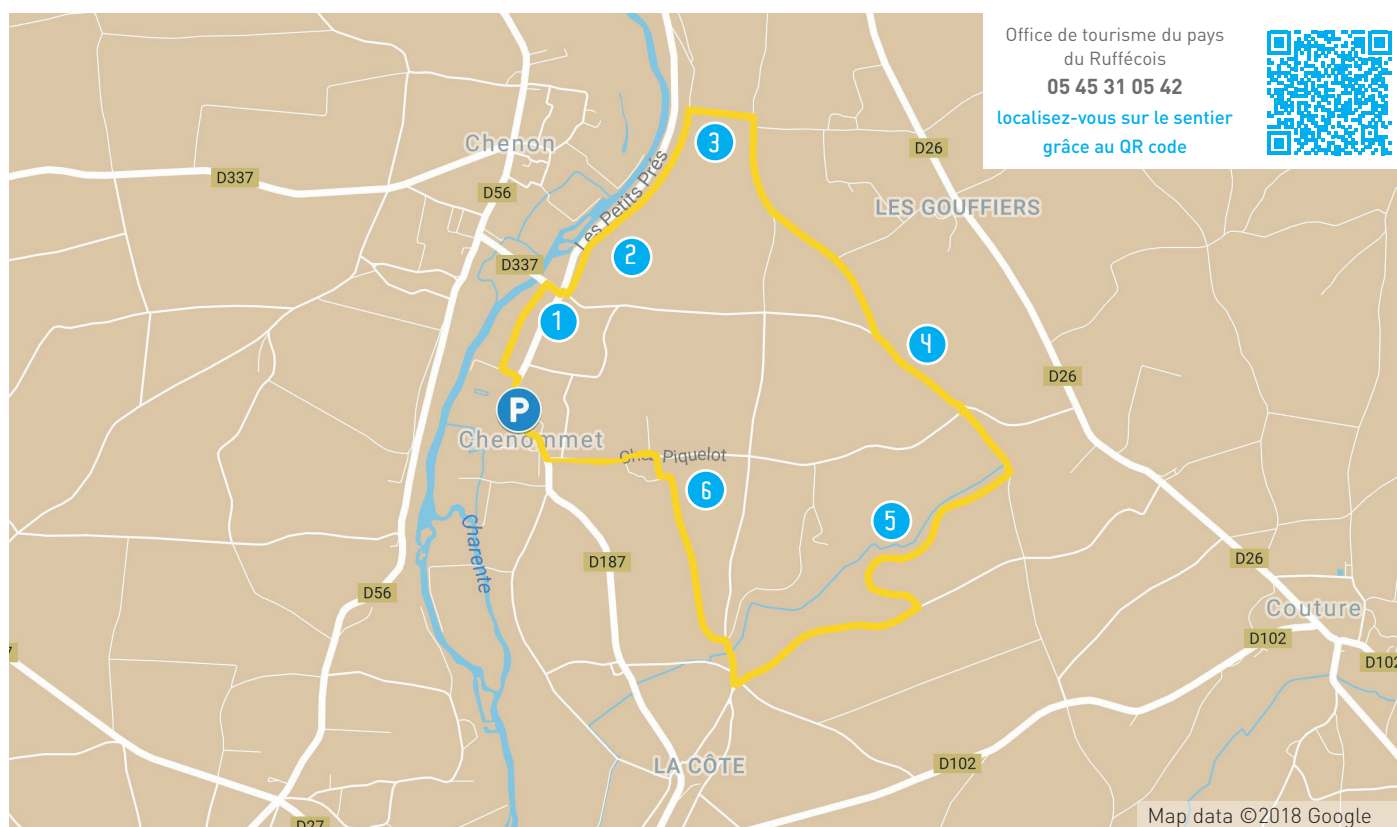 Office de tourisme du pays
du Ruffécois
05 45 31 05 42
localisez-vous sur le sentier
grâce au QR code
Chenon
D337
D56
D26
LES GOUFFIERS
Les Petits Prés
3
2
D337
1
4
D26
P
Chenommet
Piquelot
6
5
Charente
D187
D56
D26
Couture
D102
D102
LA CÔTE
D102
D27
Map data ©2018 Google